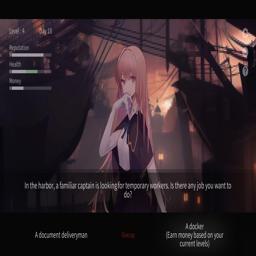 Level : 4 Day 18
Reputation
Health
Money
In the harbor, a familiar captain is looking for temporary workers. Is there any job you want to
do?
A docker
A document deliveryman
(Earn money based on your
current levels)